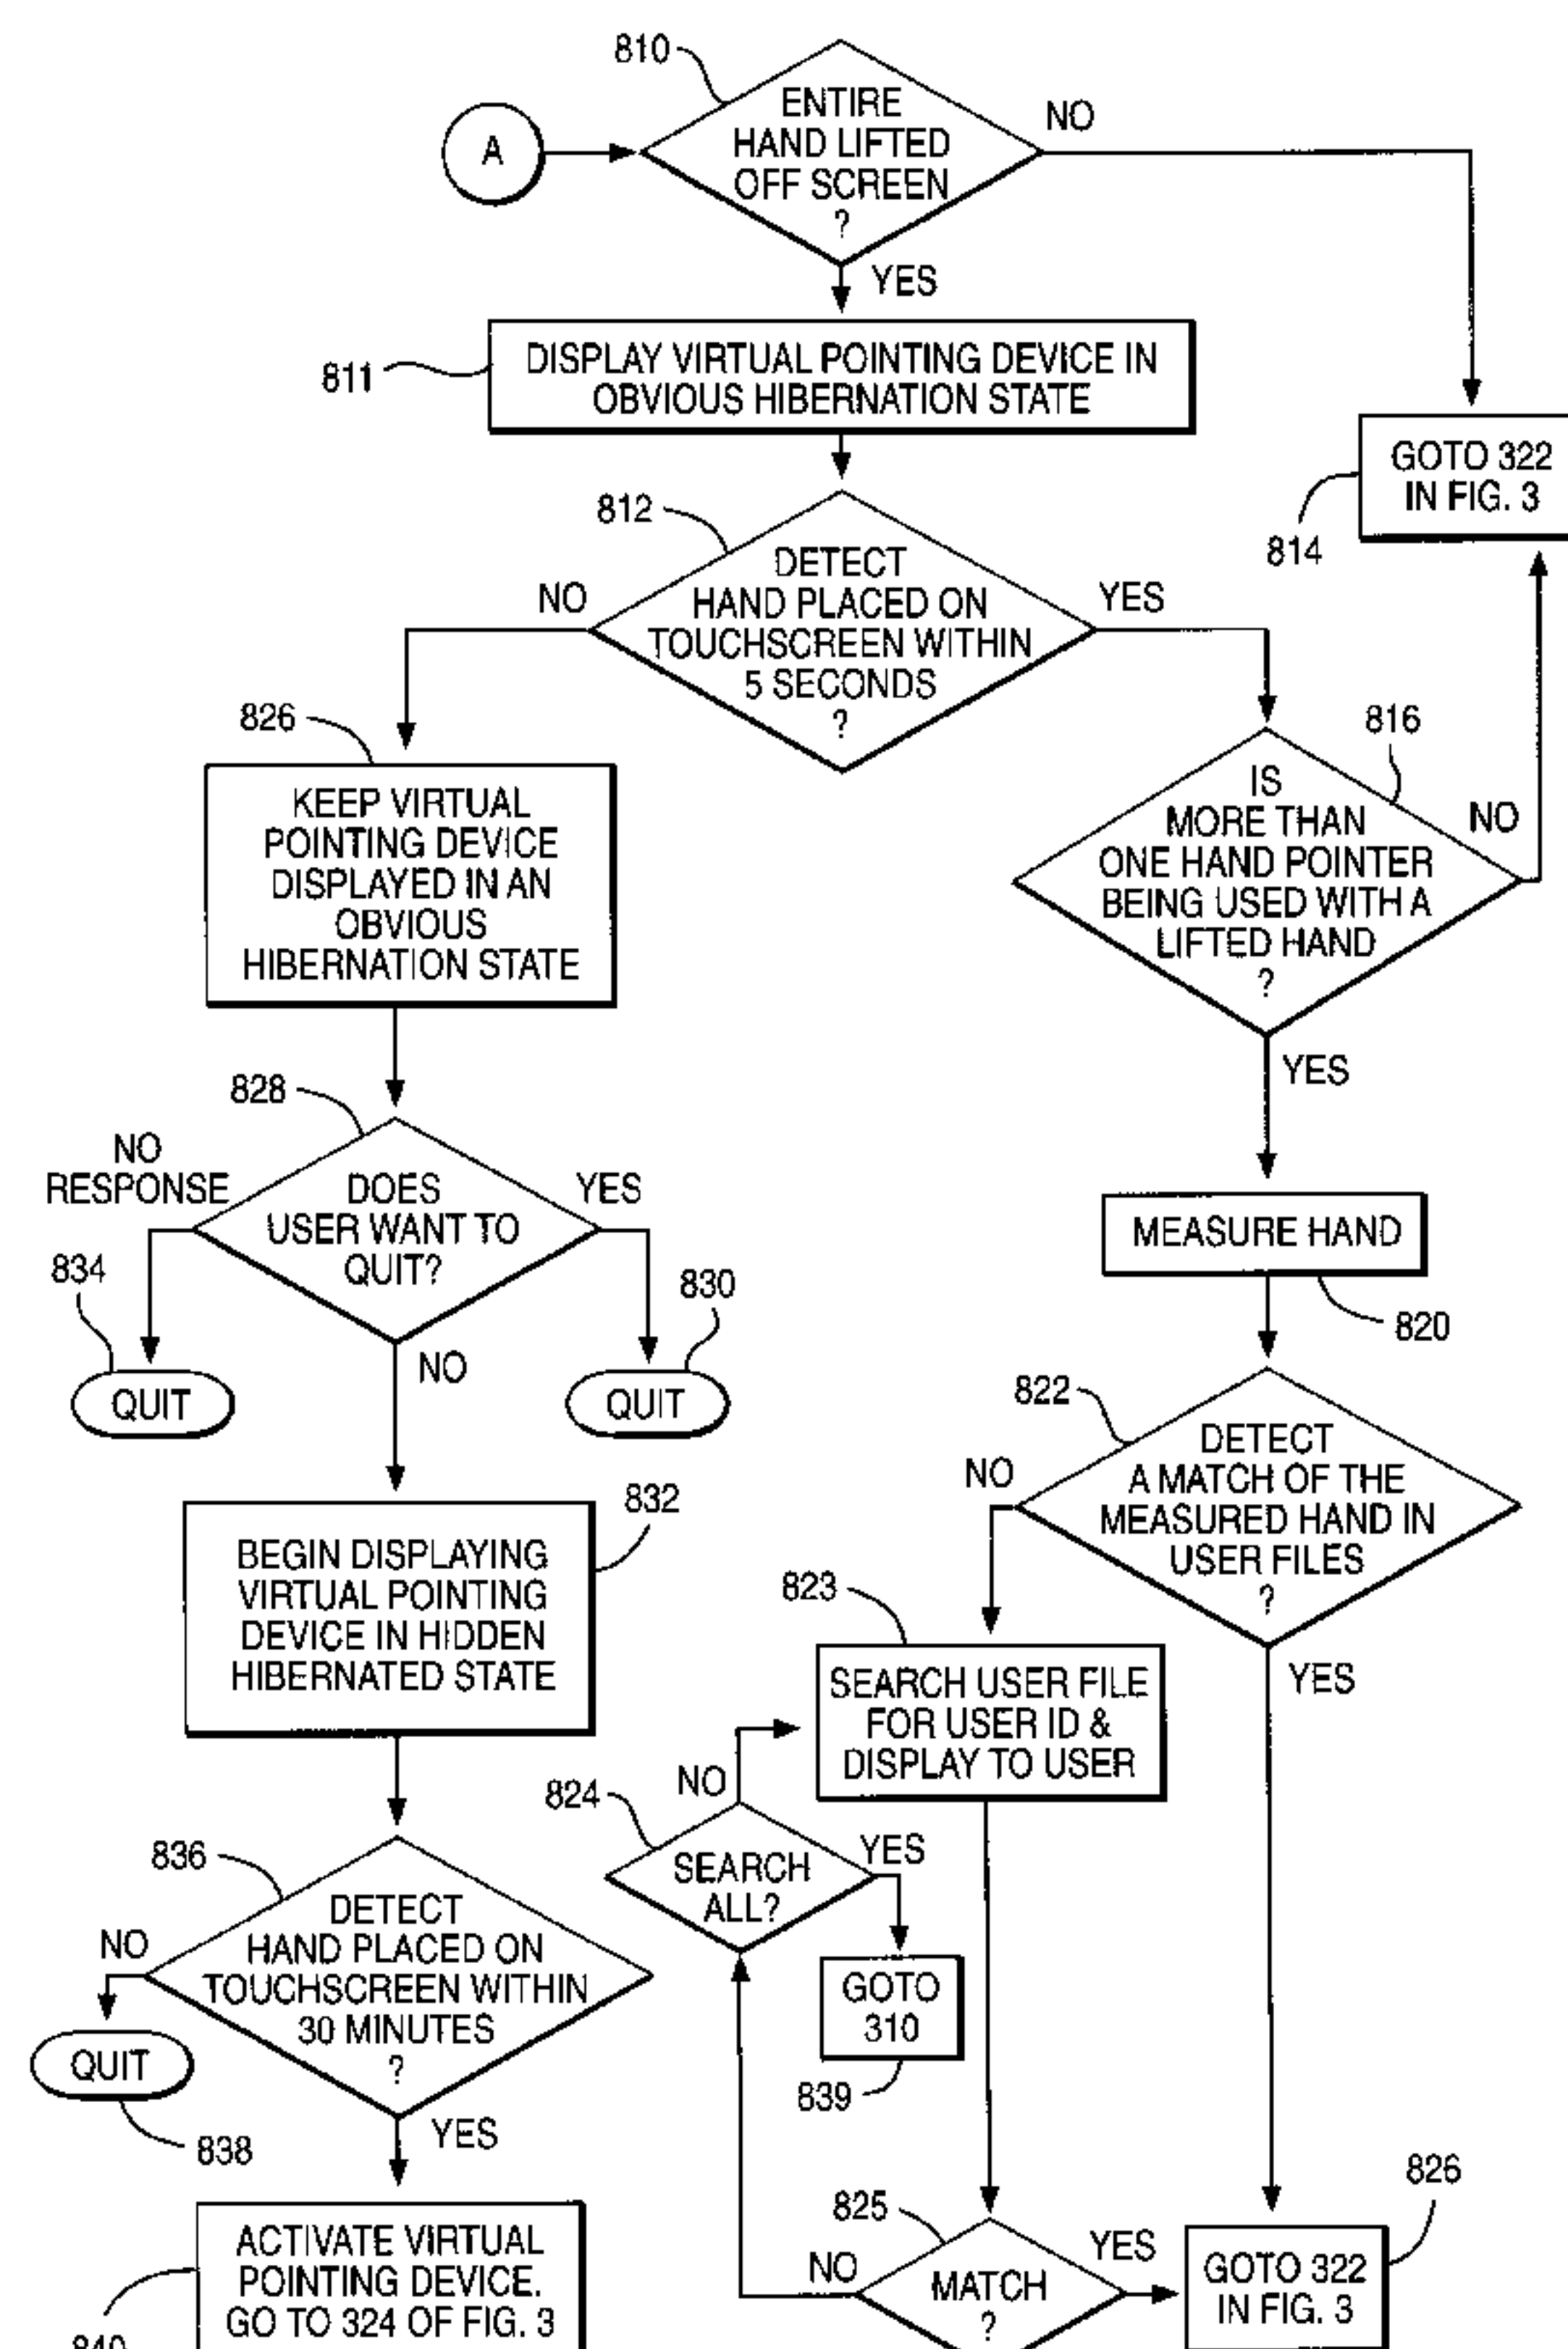 810
ENTIRE
HAND LIFTED
OFF SCREEN
?
NO
A
YES
811
DISPLAY VIRTUAL POINTING DEVICE IN
OBVIOUS HIBERNATION STATE
GOTO 322
IN FIG. 3
814
812
DETECT
HAND PLACED ON
TOUCHSCREEN WITHIN
5 SECONDS
?
NO
YES
826
KEEP VIRTUAL
POINTING DEVICE
DISPLAYED IN AN
OBVIOUS
HIBERNATION STATE
816
IS
MORE THAN
ONE HAND POINTER
BEING USED WITH A
LIFTED HAND
?
NO
YES
828
NO
RESPONSE
DOES
USER WANT TO
QUIT?
YES
834
QUIT
NO
830
QUIT
MEASURE HAND
820
822
DETECT
A MATCH OF THE
MEASURED HAND IN
USER FILES
?
NO
YES
832
BEGIN DISPLAYING
VIRTUAL POINTING
DEVICE IN HIDDEN
HIBERNATED STATE
823
SEARCH USER FILE
FOR USER ID &
DISPLAY TO USER
NO
824
SEARCH
ALL?
YES
GOTO
310
839
836
DETECT
HAND PLACED ON
TOUCHSCREEN WITHIN
30 MINUTES
?
NO
QUIT
838
YES
ACTIVATE VIRTUAL
POINTING DEVICE.
GO TO 324 OF FIG. 3
825
MATCH
?
NO
YES
826
GOTO 322
IN FIG. 3